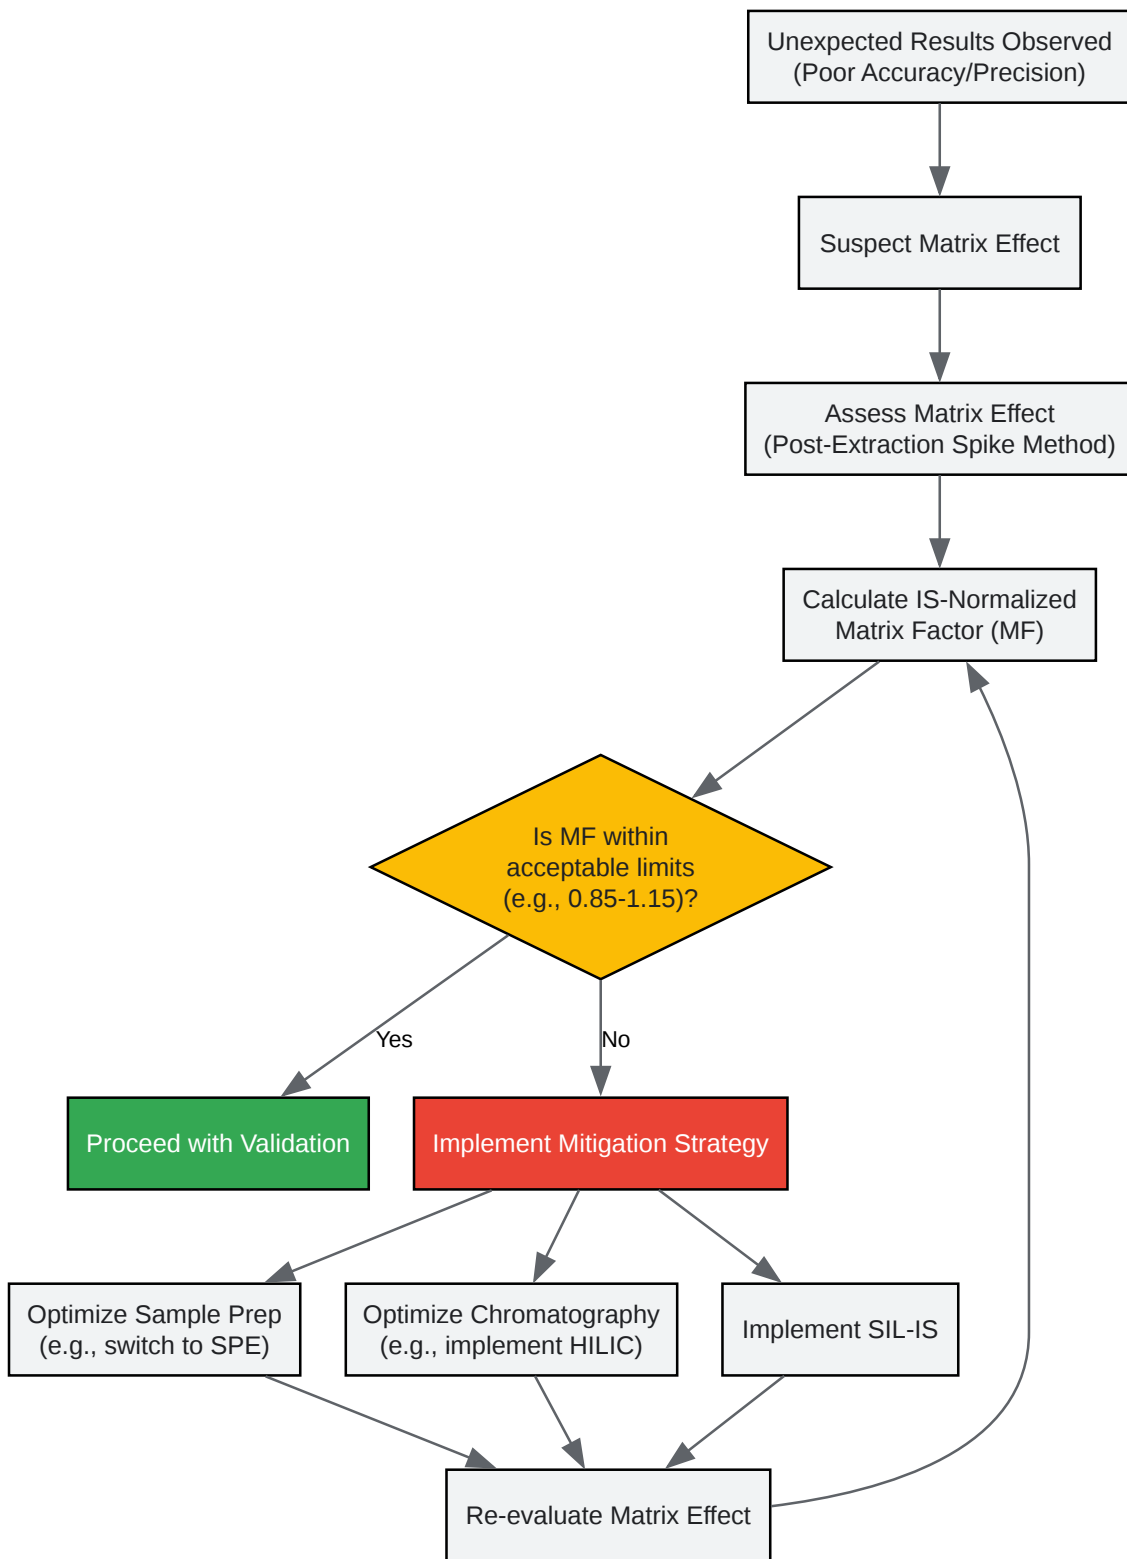 Unexpected Results Observed
(Poor Accuracy/Precision)
Suspect Matrix Effect
Assess Matrix Effect
(Post-Extraction Spike Method)
Calculate IS-Normalized
Matrix Factor (MF)
Is MF within
acceptable limits
(e.g., 0.85-1.15)?
Yes
No
Proceed with Validation
Implement Mitigation Strategy
Optimize Sample Prep
(e.g., switch to SPE)
Optimize Chromatography
(e.g., implement HILIC)
Implement SIL-IS
Re-evaluate Matrix Effect